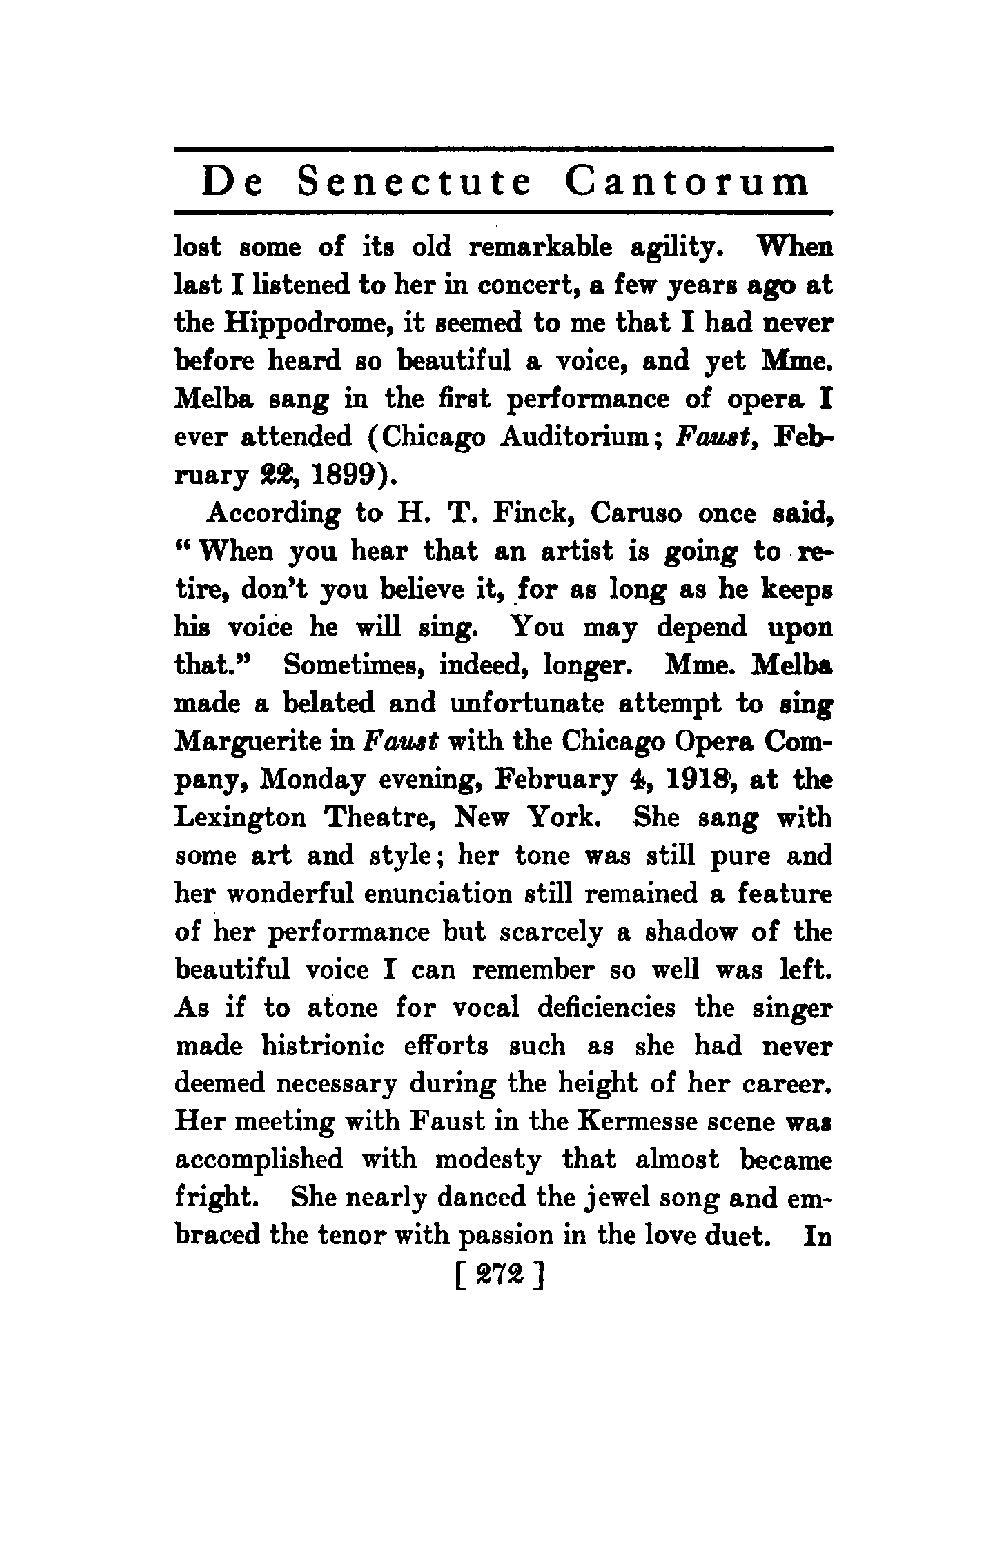 De Senectute Cantorum
lost some of its old remarkable agility. When
last I listened to her in concert, a few years ago at
the Hippodrome, it seemed to me that I had never
before heard so beautiful a voice, and yet Mme.
Melba sang in the first performance of opera I
ever attended (Chicago Auditorium; Faust, Feb-
ruary 22, 1899).
According to H. T. Finck, Caruso once said,
“When you hear that an artist is going to re-
tire, don’t you believe it, for as long as he keeps
his voice he will sing. You may depend upon
that.” Sometimes, indeed, longer. Mme. Melba
made a belated and unfortunate attempt to sing
Marguerite in Faust with the Chicago Opera Com-
pany, Monday evening, February 4, 1918, at the
Lexington Theatre, New York. She sang with
some art and style; her tone was still pure and
her wonderful enunciation still remained a feature
of her performance but scarcely a shadow of the
beautiful voice I can remember so well was left.
As if to atone for vocal deficiencies the singer
made histrionic efforts such as she had never
deemed necessary during the height of her career.
Her meeting with Faust in the Kermesse scene was
accomplished with modesty that almost became
fright. She nearly danced the jewel song and em-
braced the tenor with passion in the love duet. In
[ 272 ]